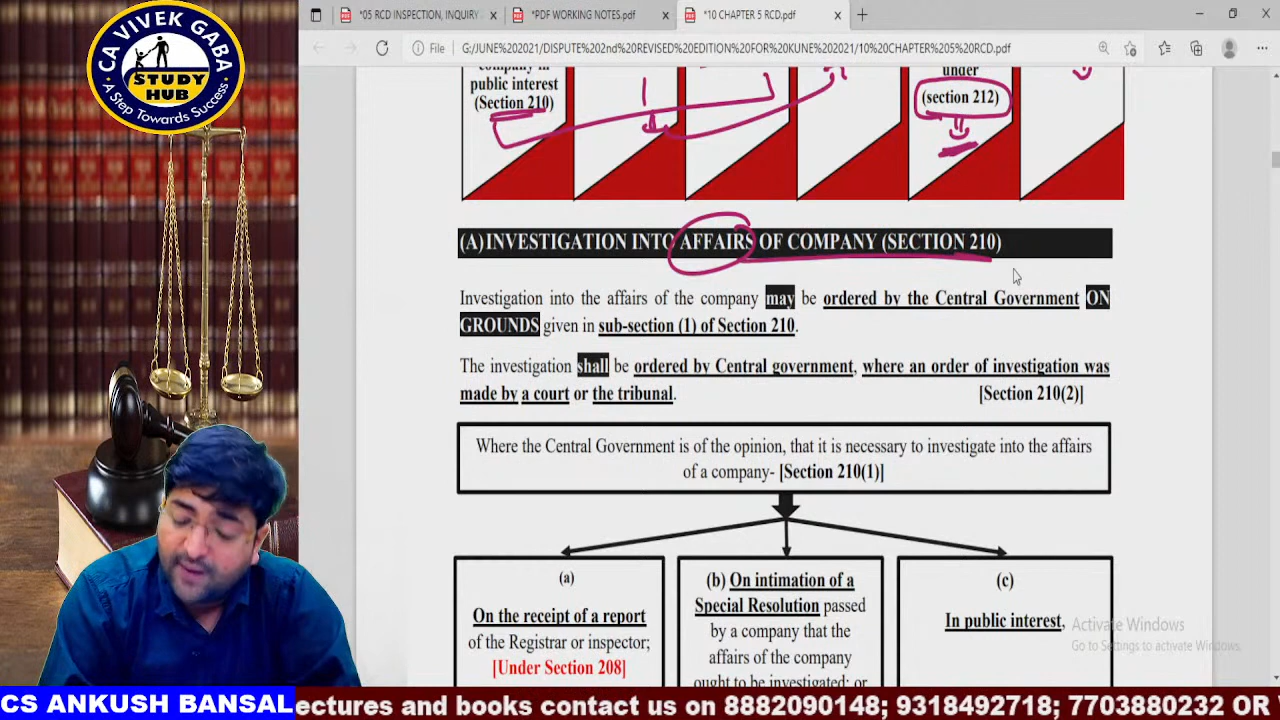 CA VIVEK GABA
STUDY
HUB
A Step Towards Success
*05 RCD INSPECTION, INQUIRY
*PDF WORKING NOTES.pdf
*10 CHAPTER 5 RCD.pdf
File
G:/JUNE%202021/DISPUTE%202nd%20REVISED%20EDITION%20FOR%20KUNE%202021/10%20CHAPTER%205%20RCD.pdf
company in
public interest
(Section 210)
under
(section 212)
(A)INVESTIGATION INTO AFFAIRS OF COMPANY (SECTION 210)
Investigation into the affairs of the company may be ordered by the Central Government ON
GROUNDS given in sub-section (1) of Section 210.
The investigation shall be ordered by Central government, where an order of investigation was
made by a court or the tribunal. [Section 210(2)]
Where the Central Government is of the opinion, that it is necessary to investigate into the affairs
of a company- [Section 210(1)]
(a)
On the receipt of a report
of the Registrar or inspector;
[Under Section 208]
(b) On intimation of a
Special Resolution passed
by a company that the
affairs of the company
ought to be investigated; or
(c)
In public interest,
Activate Windows
Go to Settings to activate Windows.
CS ANKUSH BANSAL
ectures and books contact us on 8882090148; 9318492718; 7703880232 OR